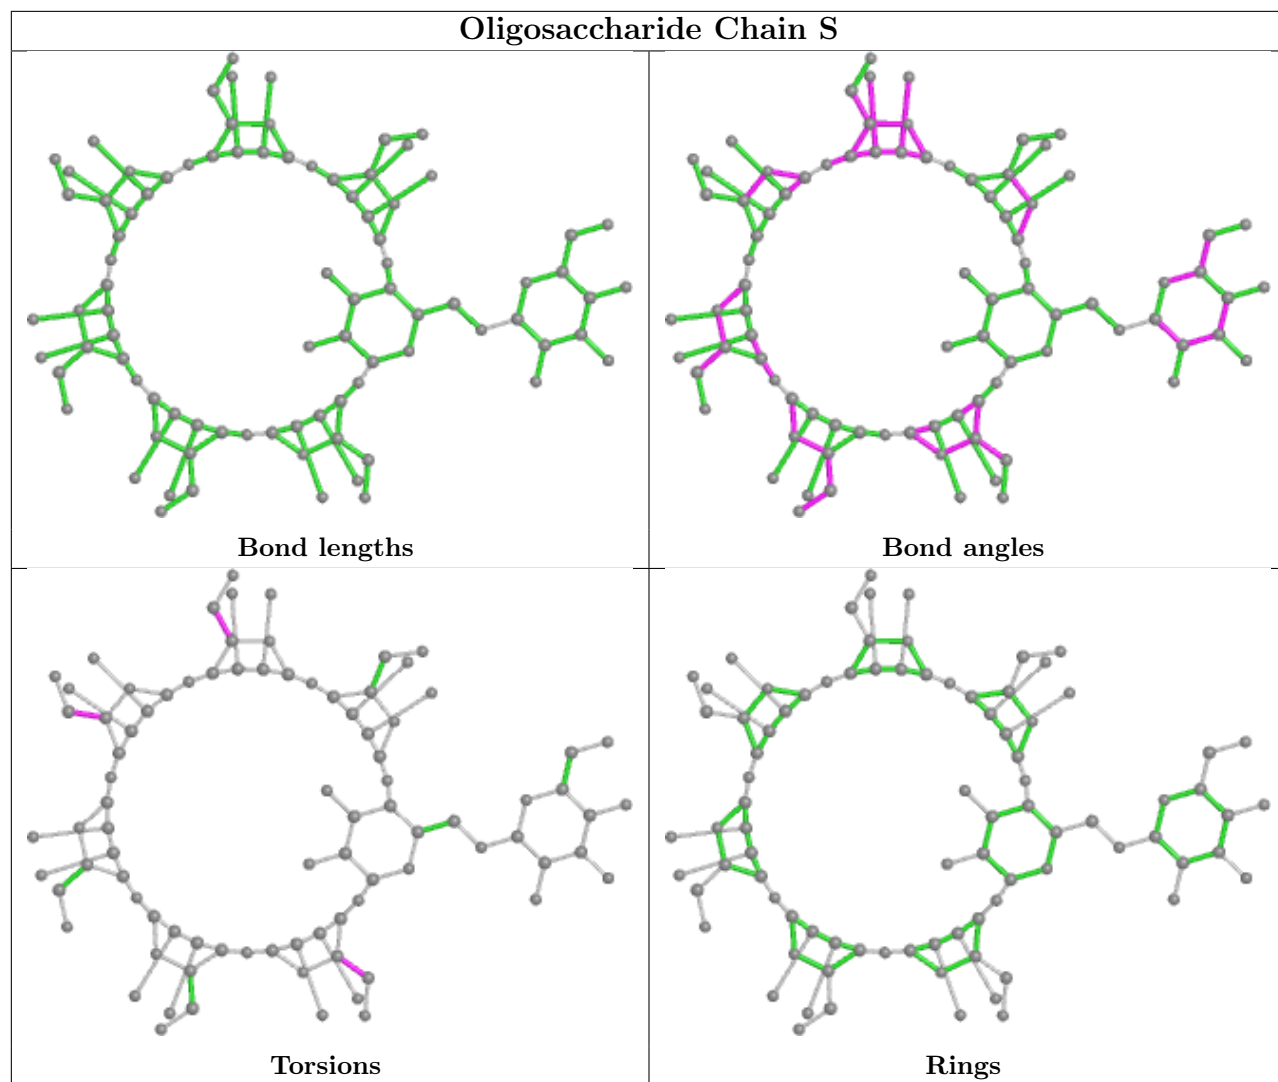 Oligosaccharide Chain S
Bond lengths
Bond angles
Torsions
Rings